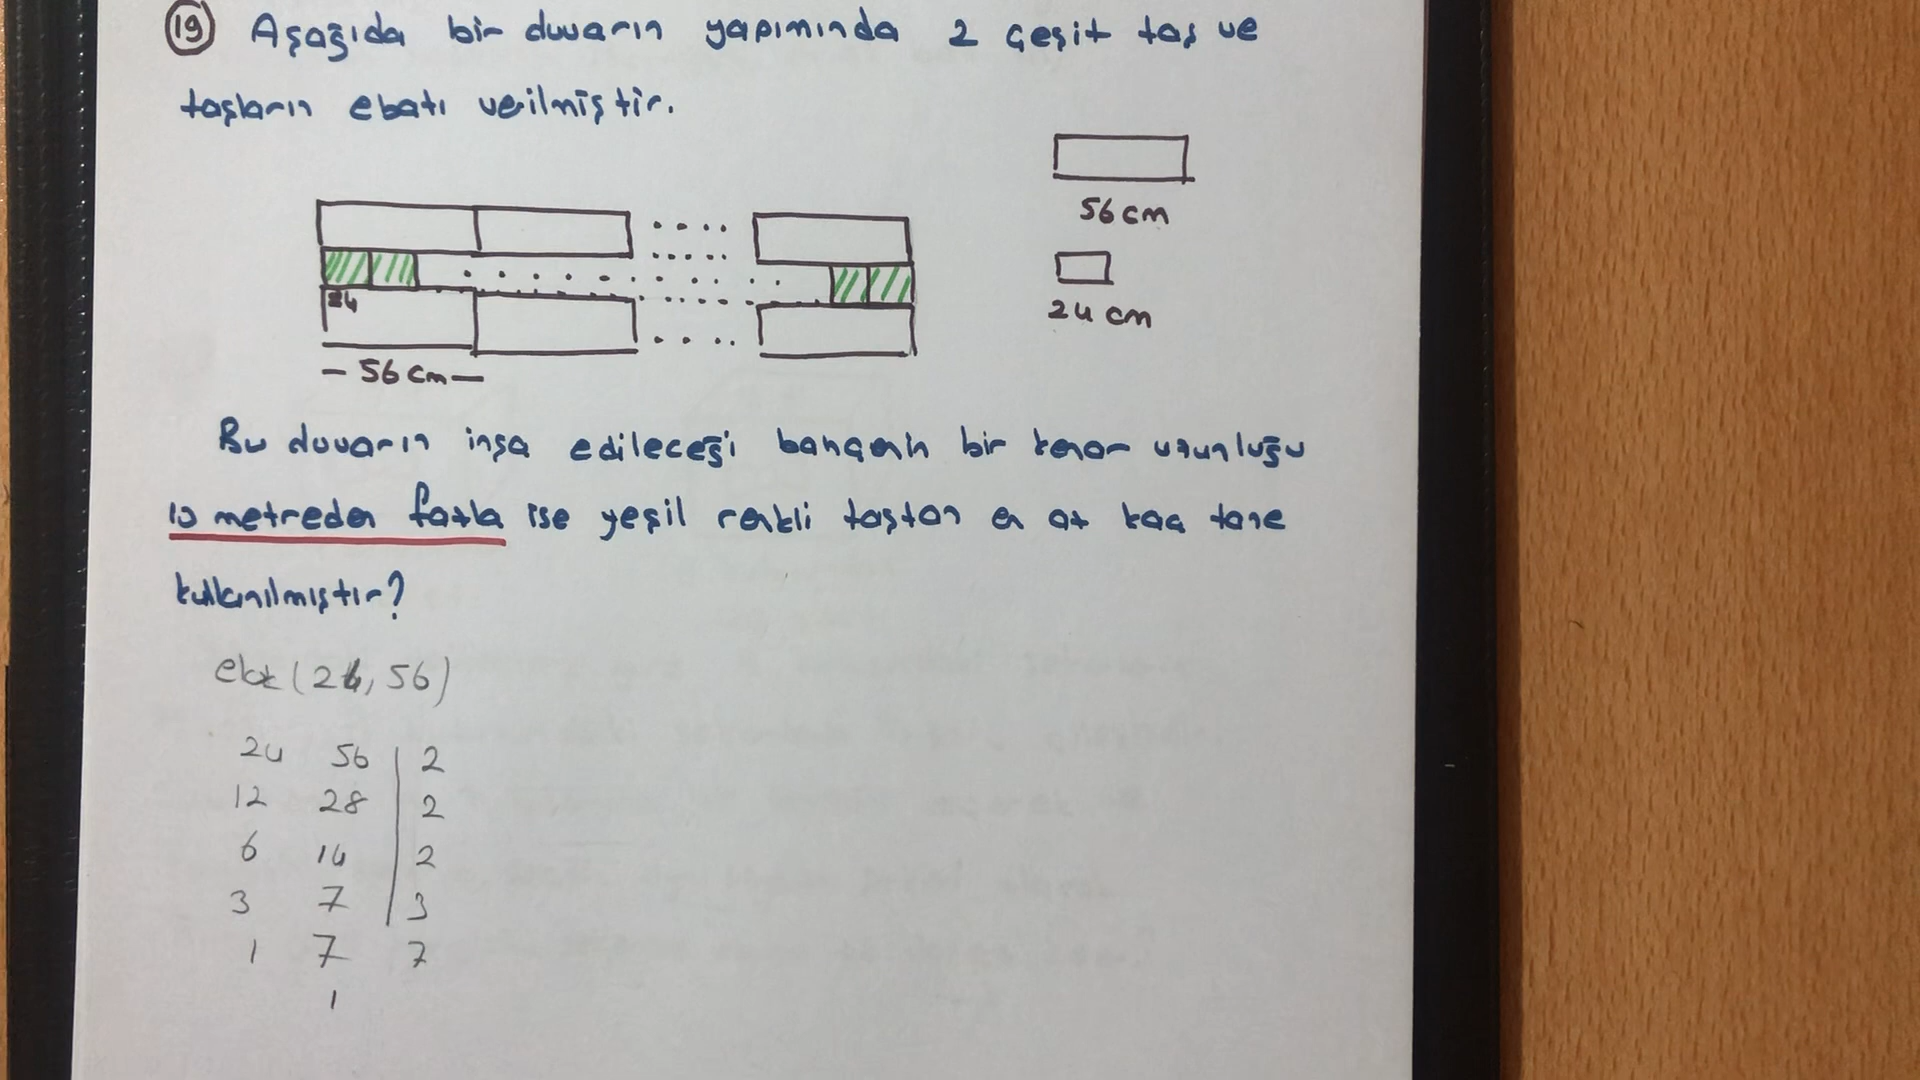 19 Aşağıda bir duvarın yapımında 2 çeşit taş ve
taşların ebatı verilmiştir.
56 cm
24 cm
24
- 56 cm -
Bu duvarın inşa edileceği bahçenin bir kenar uzunluğu
10 metreden fazla ise yeşil renkli taştan en az kaç tane
kullanılmıştır?
ekok (24, 56)
24 56 | 2
12 28 | 2
6 14 | 2
3 7 | 3
1 7 7
1